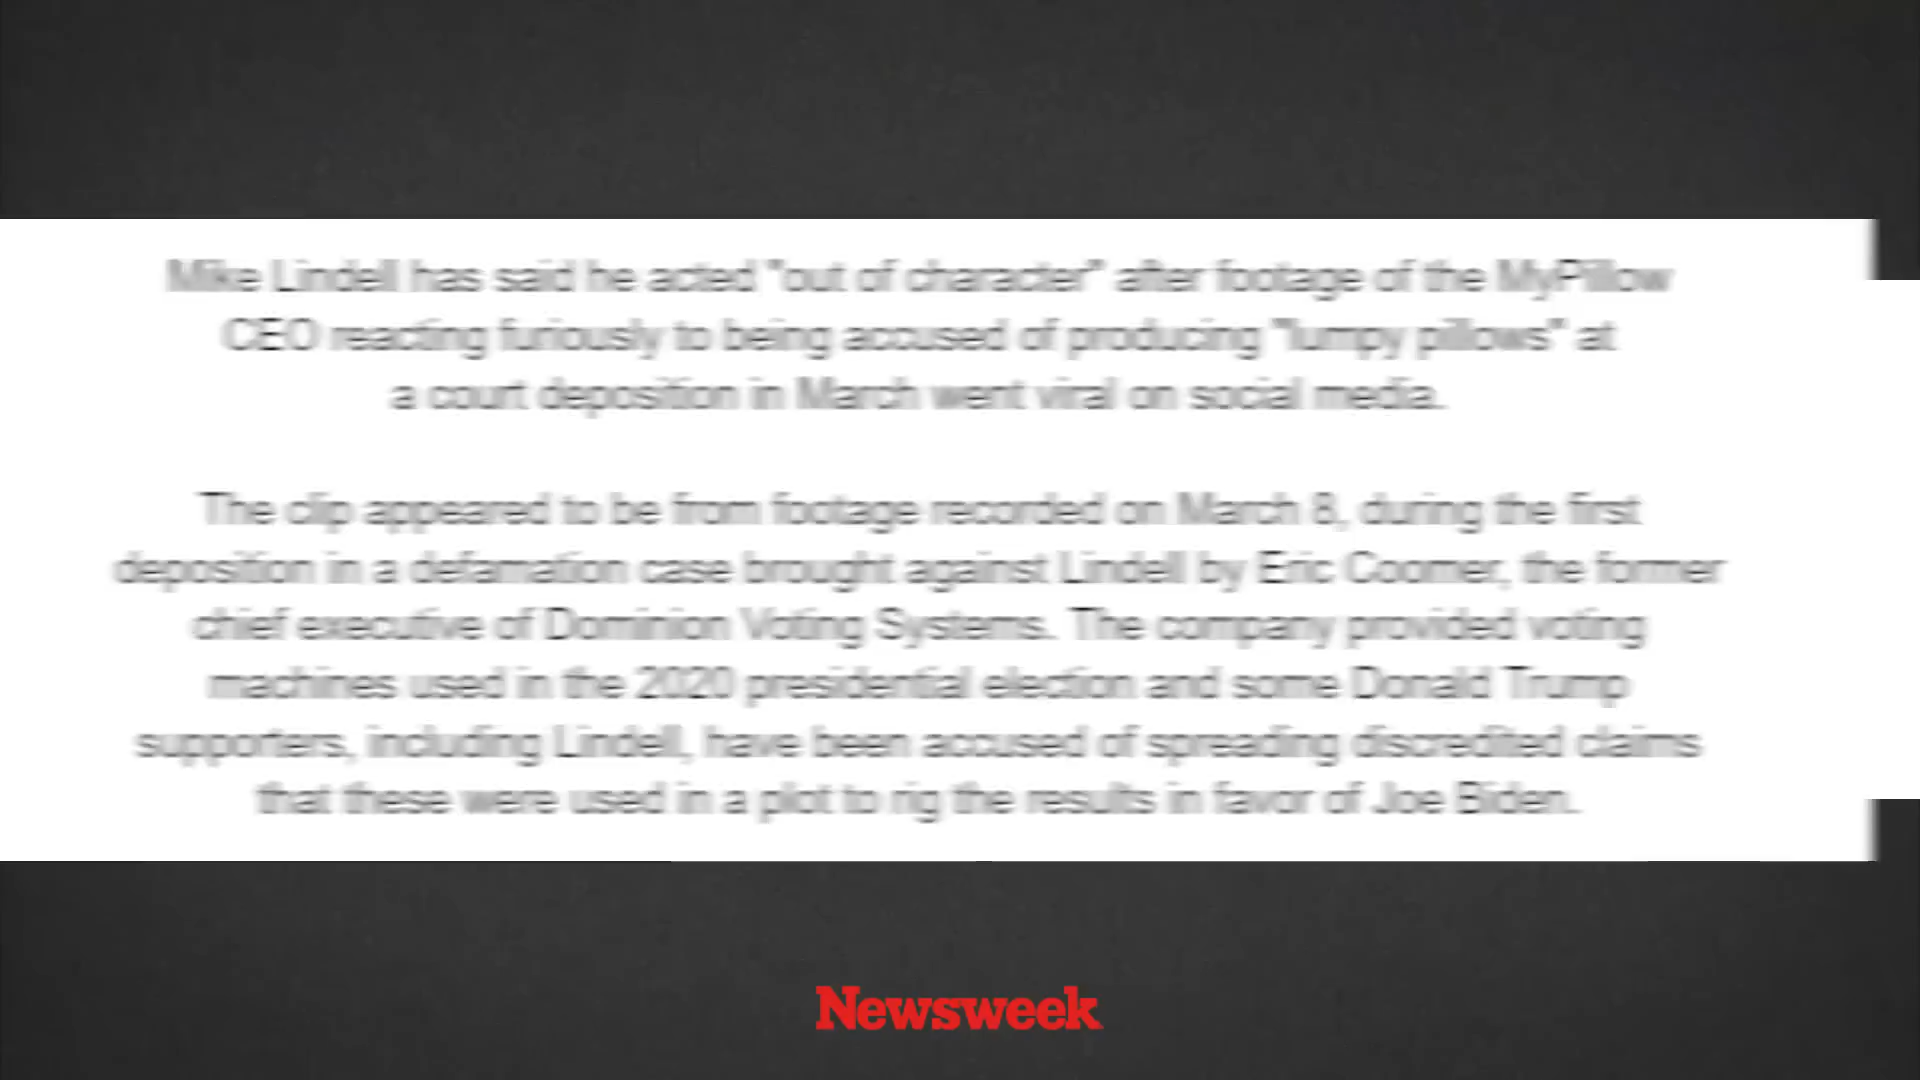 Mike Lindell has said he acted "out of character" after footage of the MyPillow
CEO reacting furiously to being accused of producing "lumpy pillows" at
a court deposition in March went viral on social media.
The clip appeared to be from footage recorded on March 8, during the first
deposition in a defamation case brought against Lindell by Eric Coomer, the former
chief executive of Dominion Voting Systems. The company provided voting
machines used in the 2020 presidential election and some Donald Trump
supporters, including Lindell, have been accused of spreading discredited claims
that these were used in a plot to rig the results in favor of Joe Biden.
Newsweek